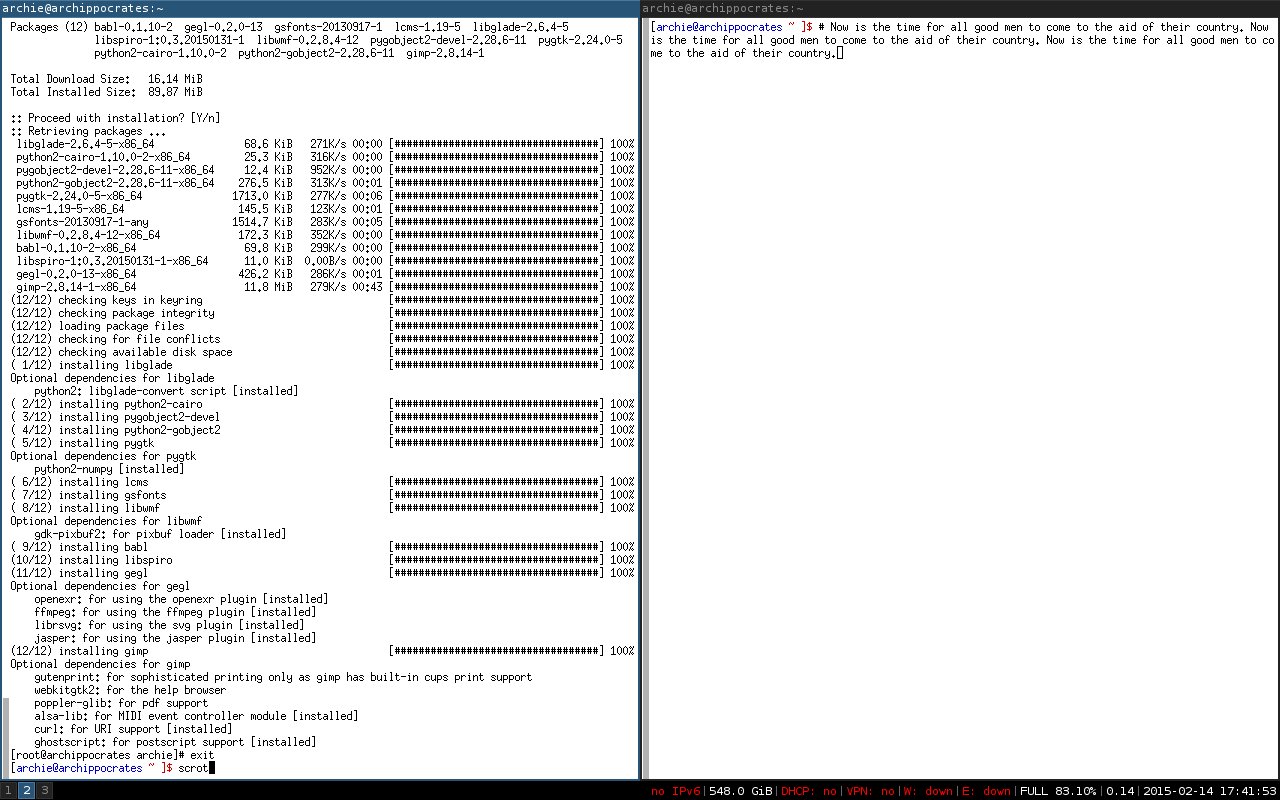 archie@archippocrates:~
Packages (12) babl-0.1.10-2  gegl-0.2.0-13  gsfonts-20130917-1  lcms-1.19-5  libglade-2.6.4-5
              libspiro-1:0.3.20150131-1  libwmf-0.2.8.4-12  pygobject-devel-2.28.6-11  pygtk-2.24.0-5
              python2-cairo-1.10.0-2  python2-gobject2-2.28.6-11  gimp-2.8.14-1
Total Download Size:   16.14 MiB
Total Installed Size:  89.87 MiB
:: Proceed with installation? [Y/n]
:: Retrieving packages ...
 libglade-2.6.4-5-x86_64               68.6 KiB   271K/s 00:00 [##################################] 100%
 python2-cairo-1.10.0-2-x86_64         25.3 KiB   316K/s 00:00 [##################################] 100%
 pygobject2-devel-2.28.6-11-x86_64     12.4 KiB   952K/s 00:00 [##################################] 100%
 python2-gobject2-2.28.6-11-x86_64    276.5 KiB   313K/s 00:01 [##################################] 100%
 pygtk-2.24.0-5-x86_64               1713.0 KiB   277K/s 00:06 [##################################] 100%
 lcms-1.19-5-x86_64                   145.5 KiB   123K/s 00:01 [##################################] 100%
 gsfonts-20130917-1-any              1514.7 KiB   283K/s 00:05 [##################################] 100%
 libwmf-0.2.8.4-12-x86_64             172.3 KiB   352K/s 00:00 [##################################] 100%
 babl-0.1.10-2-x86_64                  69.8 KiB   299K/s 00:00 [##################################] 100%
 libspiro-1:0.3.20150131-1-x86_64      11.0 KiB  0.00B/s 00:00 [##################################] 100%
 gegl-0.2.0-13-x86_64                 426.2 KiB   286K/s 00:01 [##################################] 100%
 gimp-2.8.14-1-x86_64                  11.8 MiB   279K/s 00:43 [##################################] 100%
(12/12) checking keys in keyring                               [##################################] 100%
(12/12) checking package integrity                             [##################################] 100%
(12/12) loading package files                                  [##################################] 100%
(12/12) checking for file conflicts                            [##################################] 100%
(12/12) checking available disk space                          [##################################] 100%
( 1/12) installing libglade                                    [##################################] 100%
Optional dependencies for libglade
    python2: libglade-convert script [installed]
( 2/12) installing python2-cairo                               [##################################] 100%
( 3/12) installing pygobject2-devel                            [##################################] 100%
( 4/12) installing python2-gobject2                            [##################################] 100%
( 5/12) installing pygtk                                       [##################################] 100%
Optional dependencies for pygtk
    python2-numpy [installed]
( 6/12) installing lcms                                        [##################################] 100%
( 7/12) installing gsfonts                                     [##################################] 100%
( 8/12) installing libwmf                                      [##################################] 100%
Optional dependencies for libwmf
    gdk-pixbuf2: for pixbuf loader [installed]
( 9/12) installing babl                                        [##################################] 100%
(10/12) installing libspiro                                    [##################################] 100%
(11/12) installing gegl                                        [##################################] 100%
Optional dependencies for gegl
    openexr: for using the openexr plugin [installed]
    ffmpeg: for using the ffmpeg plugin [installed]
    librsvg: for using the svg plugin [installed]
    jasper: for using the jasper plugin [installed]
(12/12) installing gimp                                        [##################################] 100%
Optional dependencies for gimp
    gutenprint: for sophisticated printing only as gimp has built-in cups print support
    webkitgtk2: for the help browser
    poppler-glib: for pdf support
    alsa-lib: for MIDI event controller module [installed]
    curl: for URI support [installed]
    ghostscript: for postscript support [installed]
[root@archippocrates archie]# exit
[archie@archippocrates ~ ]$ scrot
archie@archippocrates:~
[archie@archippocrates ~ ]$ # Now is the time for all good men to come to the aid of their country. Now
is the time for all good men to come to the aid of their country. Now is the time for all good men to co
me to the aid of their country.
1 2 3
no IPv6|548.0 GiB|DHCP: no|VPN: no|W: down|E: down|FULL 83.10%|0.14|2015-02-14 17:41:53